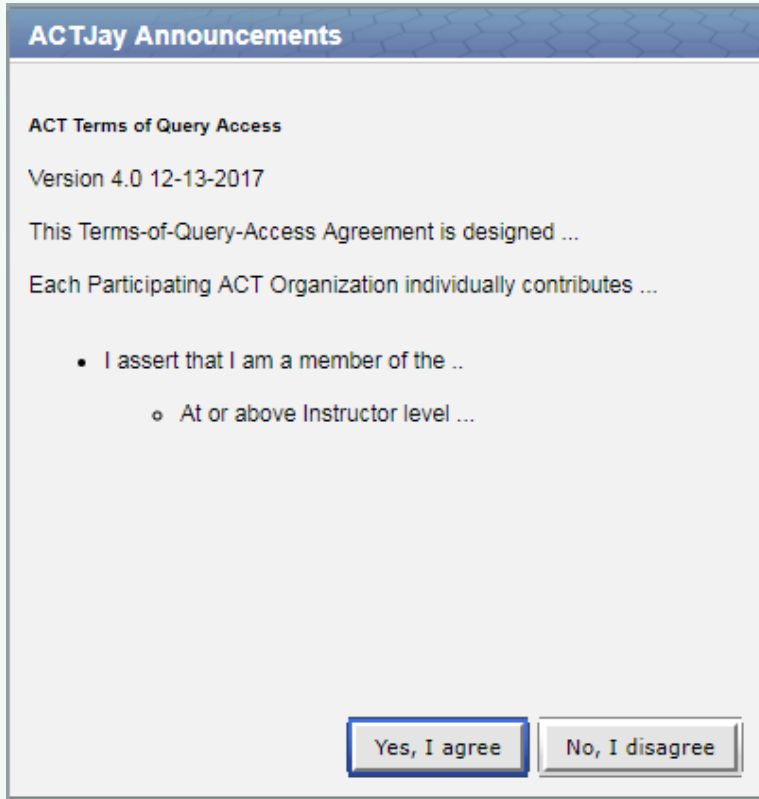 ACTJay Announcements
ACT Terms of Query Access
Version 4.0 12-13-2017
This Terms-of-Query-Access Agreement is designed ...
Each Participating ACT Organization individually contributes ...
• I assert that I am a member of the ..
o At or above Instructor level ...
Yes, I agree No, I disagree